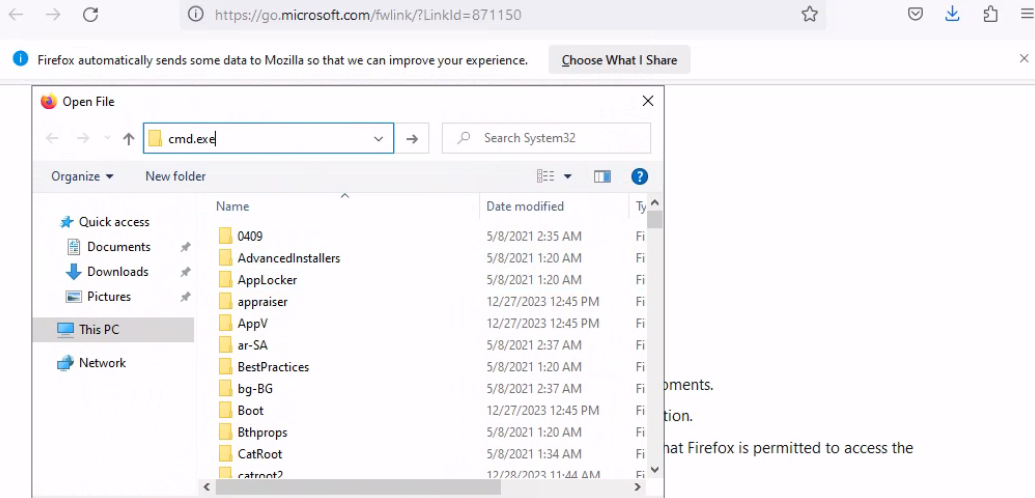 https://go.microsoft.com/fwlink/?LinkId=871150
Firefox automatically sends some data to Mozilla so that we can improve your experience. Choose What I Share
Open File
cmd.exe Search System32
Organize New folder
Name Date modified Ty
Quick access
Documents
Downloads
Pictures
This PC
Network
0409 5/8/2021 2:35 AM Fi
AdvancedInstallers 5/8/2021 1:20 AM Fi
AppLocker 5/8/2021 1:20 AM Fi
appraiser 12/27/2023 12:45 PM Fi
AppV 12/27/2023 12:45 PM Fi
ar-SA 5/8/2021 2:37 AM Fi
BestPractices 5/8/2021 1:20 AM Fi
bg-BG 5/8/2021 2:37 AM Fi
Boot 12/27/2023 12:45 PM Fi
Bthprops 5/8/2021 1:20 AM Fi
CatRoot 5/8/2021 1:34 AM Fi
catroot2 12/28/2023 11:44 AM Fi
pments.
tion.
hat Firefox is permitted to access the